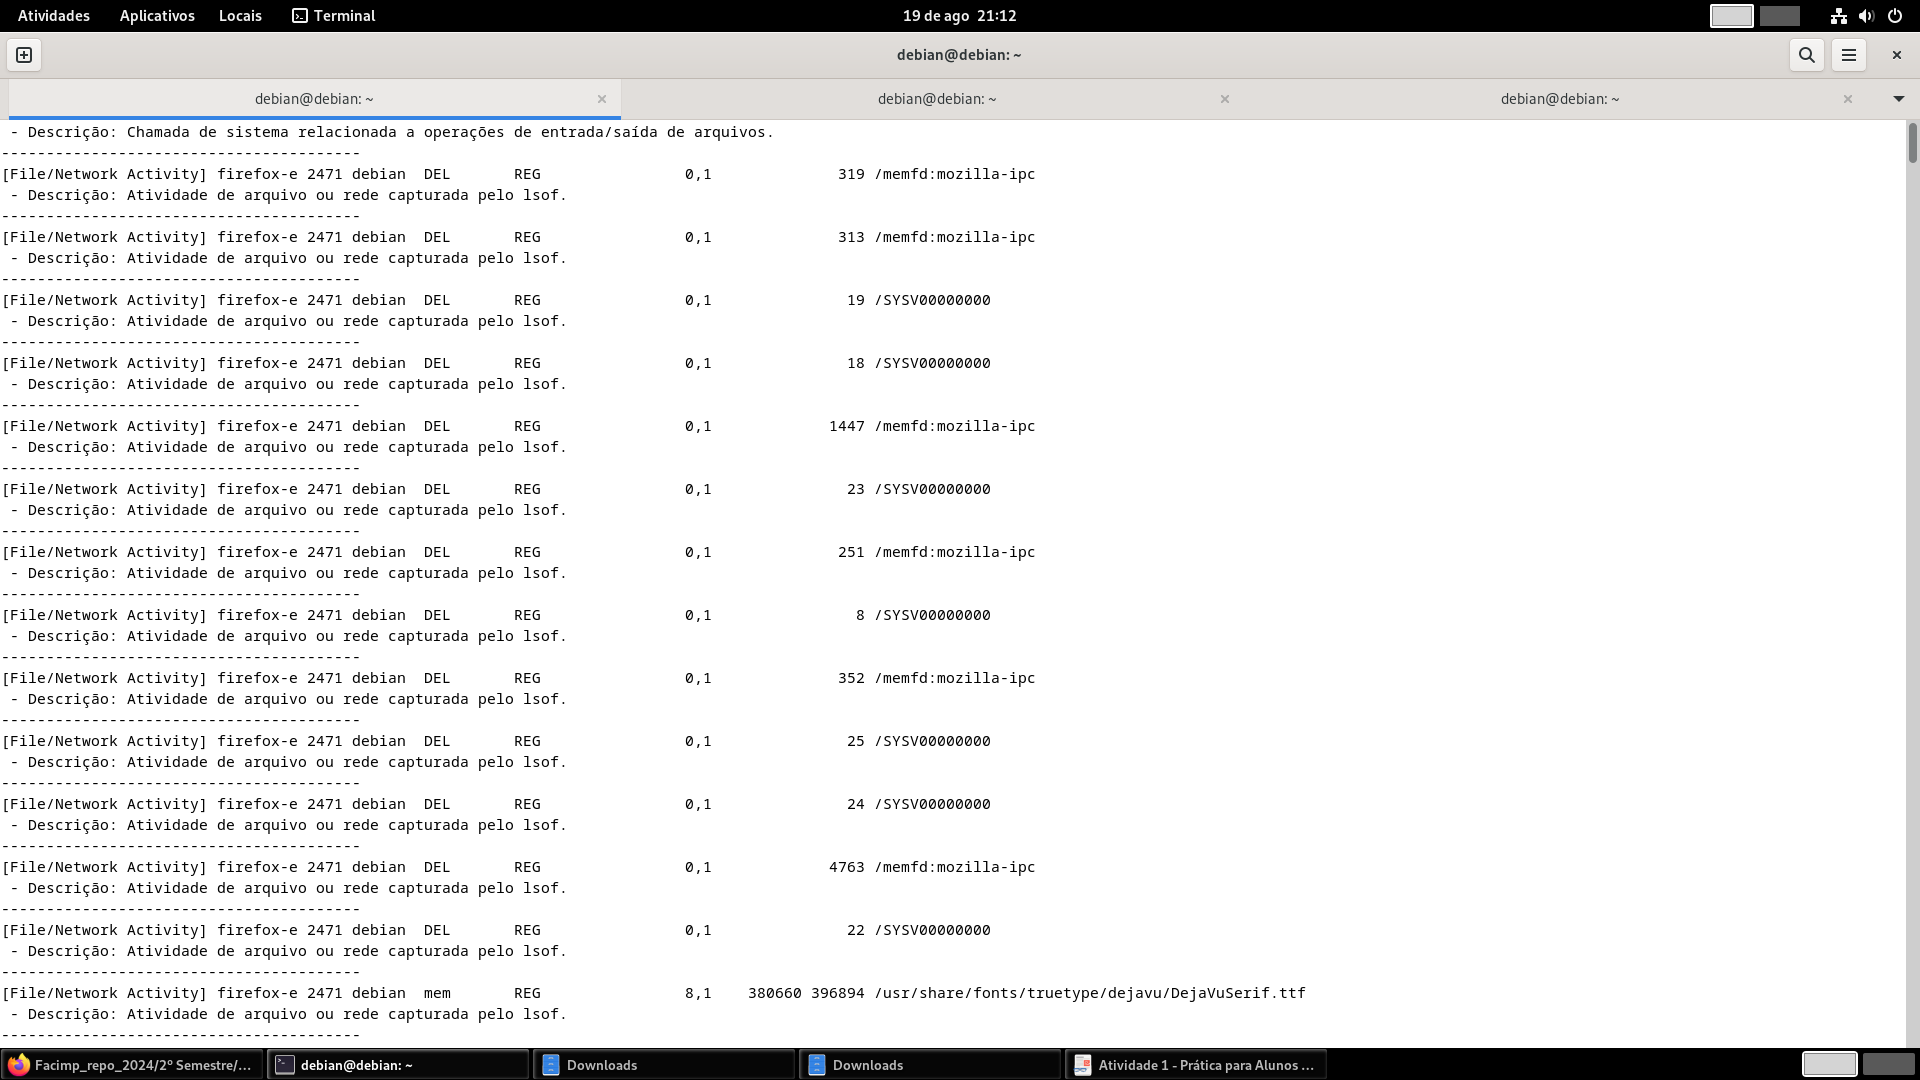 Atividades Aplicativos Locais Terminal 19 de ago 21:12
debian@debian: ~
debian@debian: ~ debian@debian: ~ debian@debian: ~
- Descrição: Chamada de sistema relacionada a operações de entrada/saída de arquivos.
----------------------------------------
[File/Network Activity] firefox-e 2471 debian DEL REG 0,1 319 /memfd:mozilla-ipc
- Descrição: Atividade de arquivo ou rede capturada pelo lsof.
----------------------------------------
[File/Network Activity] firefox-e 2471 debian DEL REG 0,1 313 /memfd:mozilla-ipc
- Descrição: Atividade de arquivo ou rede capturada pelo lsof.
----------------------------------------
[File/Network Activity] firefox-e 2471 debian DEL REG 0,1 19 /SYSV00000000
- Descrição: Atividade de arquivo ou rede capturada pelo lsof.
----------------------------------------
[File/Network Activity] firefox-e 2471 debian DEL REG 0,1 18 /SYSV00000000
- Descrição: Atividade de arquivo ou rede capturada pelo lsof.
----------------------------------------
[File/Network Activity] firefox-e 2471 debian DEL REG 0,1 1447 /memfd:mozilla-ipc
- Descrição: Atividade de arquivo ou rede capturada pelo lsof.
----------------------------------------
[File/Network Activity] firefox-e 2471 debian DEL REG 0,1 23 /SYSV00000000
- Descrição: Atividade de arquivo ou rede capturada pelo lsof.
----------------------------------------
[File/Network Activity] firefox-e 2471 debian DEL REG 0,1 251 /memfd:mozilla-ipc
- Descrição: Atividade de arquivo ou rede capturada pelo lsof.
----------------------------------------
[File/Network Activity] firefox-e 2471 debian DEL REG 0,1 8 /SYSV00000000
- Descrição: Atividade de arquivo ou rede capturada pelo lsof.
----------------------------------------
[File/Network Activity] firefox-e 2471 debian DEL REG 0,1 352 /memfd:mozilla-ipc
- Descrição: Atividade de arquivo ou rede capturada pelo lsof.
----------------------------------------
[File/Network Activity] firefox-e 2471 debian DEL REG 0,1 25 /SYSV00000000
- Descrição: Atividade de arquivo ou rede capturada pelo lsof.
----------------------------------------
[File/Network Activity] firefox-e 2471 debian DEL REG 0,1 24 /SYSV00000000
- Descrição: Atividade de arquivo ou rede capturada pelo lsof.
----------------------------------------
[File/Network Activity] firefox-e 2471 debian DEL REG 0,1 4763 /memfd:mozilla-ipc
- Descrição: Atividade de arquivo ou rede capturada pelo lsof.
----------------------------------------
[File/Network Activity] firefox-e 2471 debian DEL REG 0,1 22 /SYSV00000000
- Descrição: Atividade de arquivo ou rede capturada pelo lsof.
----------------------------------------
[File/Network Activity] firefox-e 2471 debian mem REG 8,1 380660 396894 /usr/share/fonts/truetype/dejavu/DejaVuSerif.ttf
- Descrição: Atividade de arquivo ou rede capturada pelo lsof.
----------------------------------------
Facimp_repo_2024/2º Semestre/... debian@debian: ~ Downloads Downloads Atividade 1 - Prática para Alunos ...